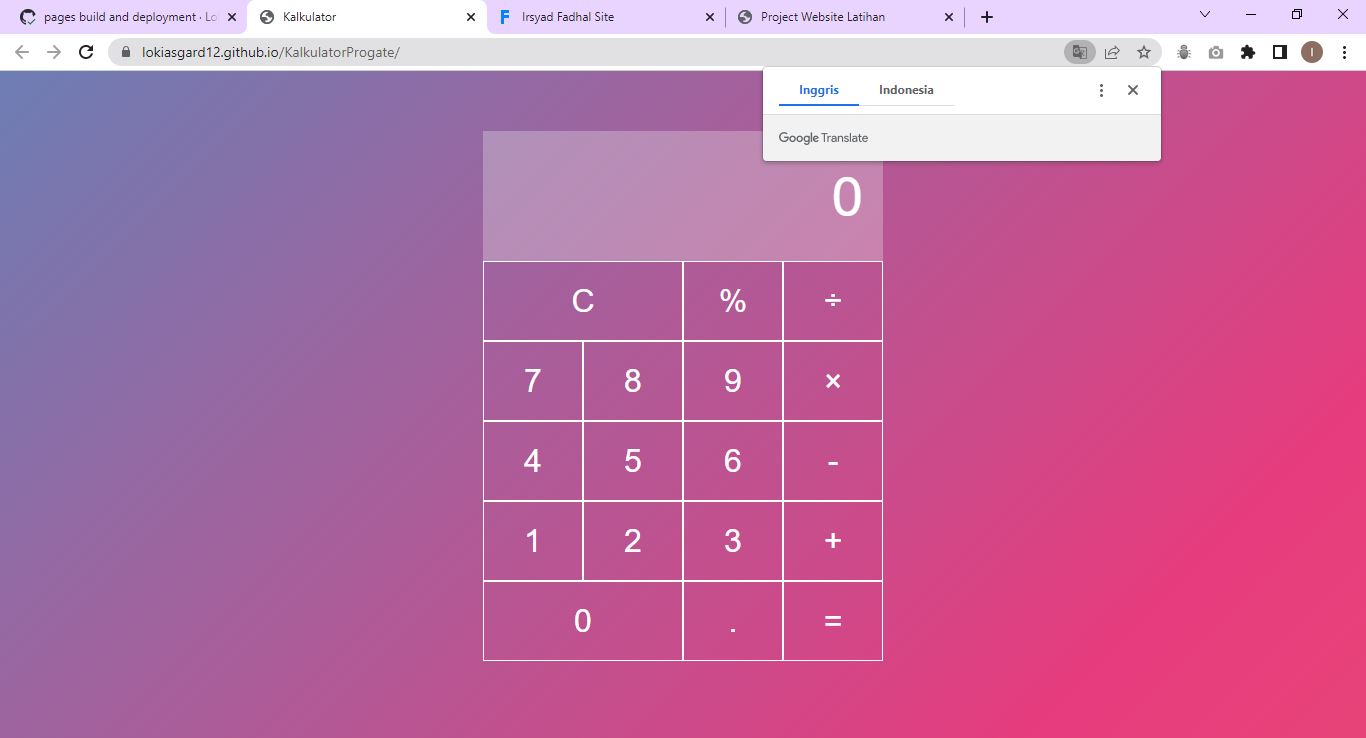 pages build and deployment · Lo
Kalkulator
Irsyad Fadhal Site
Project Website Latihan
lokiasgard12.github.io/KalkulatorProgate/
I
Inggris
Indonesia
Google Translate
0
C % ÷
7 8 9 ×
4 5 6 -
1 2 3 +
0 . =